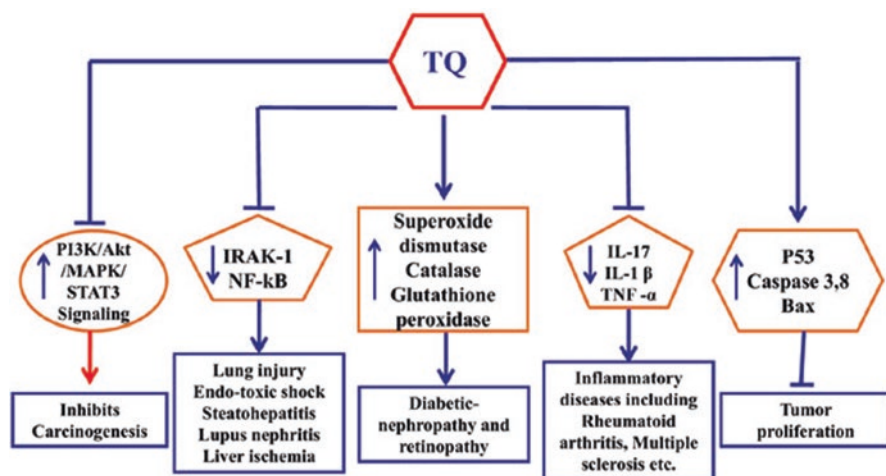 TQ
PI3K/Akt
/MAPK/
STAT3
Signaling
IRAK-1
NF-kB
Superoxide
dismutase
Catalase
Glutathione
peroxidase
IL-17
IL-1 β
TNF -α
P53
Caspase 3,8
Bax
Inhibits
Carcinogenesis
Lung injury
Endo-toxic shock
Steatohepatitis
Lupus nephritis
Liver ischemia
Diabetic-
nephropathy and
retinopathy
Inflammatory
diseases including
Rheumatoid
arthritis, Multiple
sclerosis etc.
Tumor
proliferation